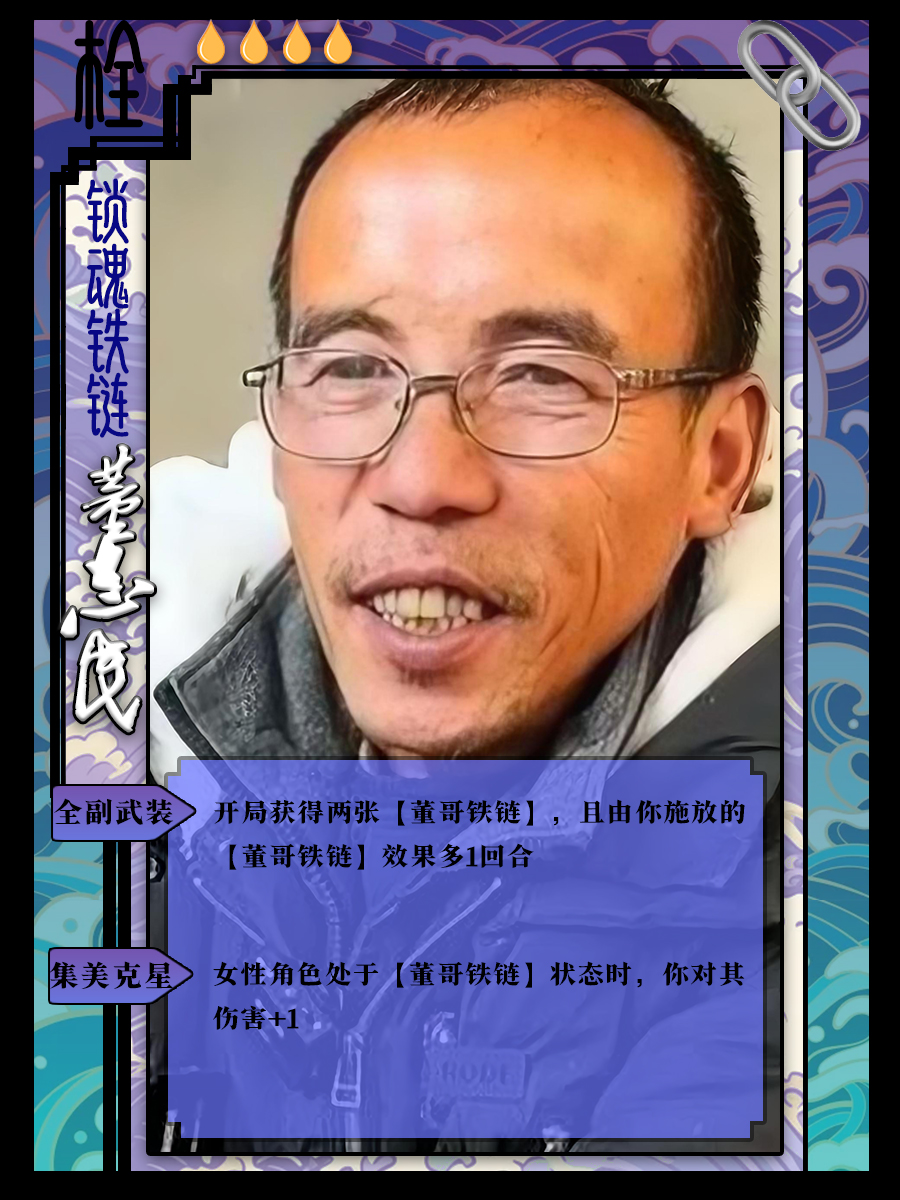 栓
锁魂铁链
董志民
全副武装
开局获得两张【董哥铁链】，且由你施放的
【董哥铁链】效果多1回合
集美克星
女性角色处于【董哥铁链】状态时，你对其
伤害+1